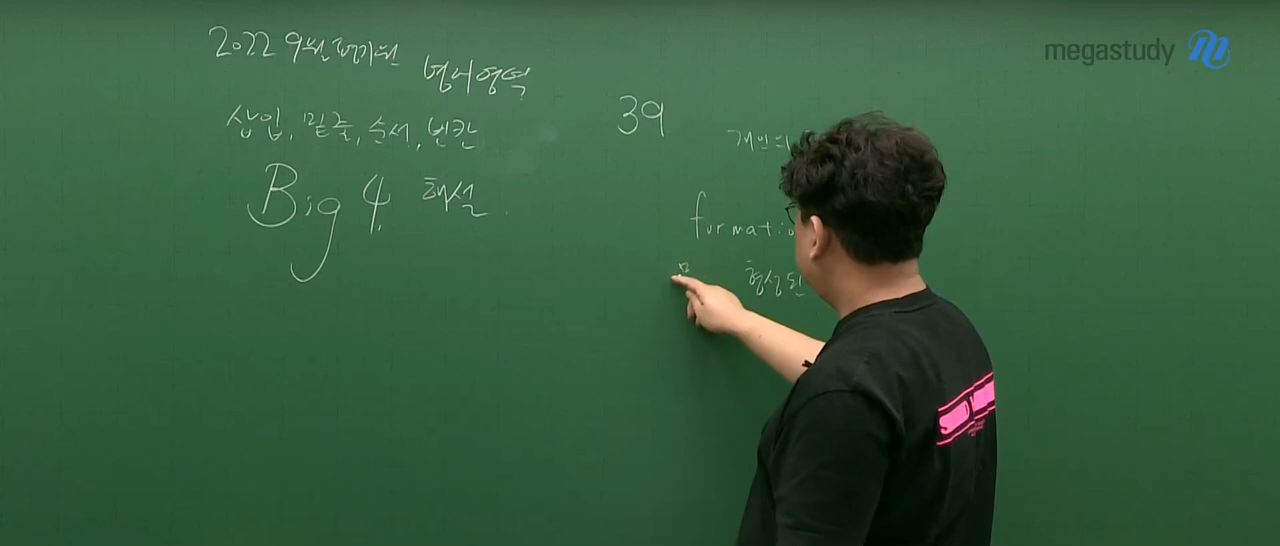 2022 9월 평가원 영어영역
삽입, 밑줄, 순서, 빈칸
Big 4 해설
39
개인의
formatio
형성된
megastudy